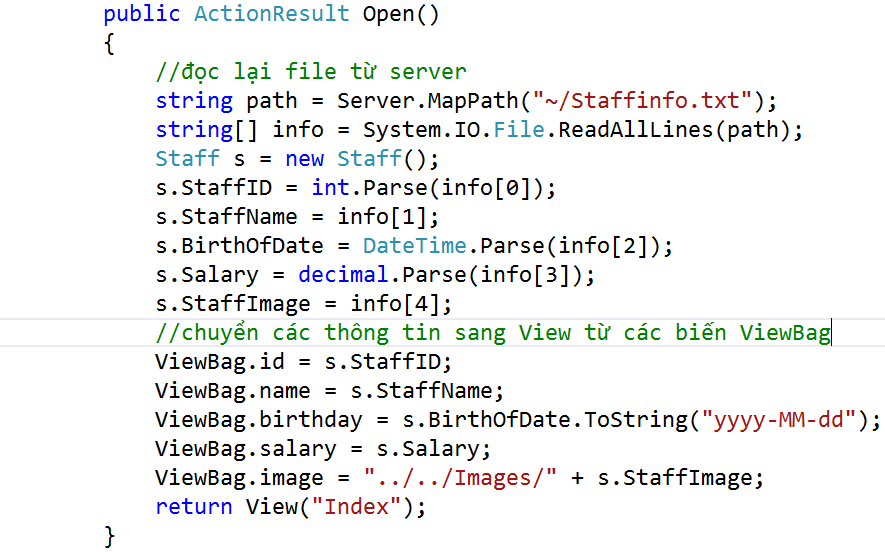 public ActionResult Open()
{
//đọc lại file từ server
string path = Server.MapPath("~/Staffinfo.txt");
string[] info = System.IO.File.ReadAllLines(path);
Staff s = new Staff();
s.StaffID = int.Parse(info[0]);
s.StaffName = info[1];
s.BirthOfDate = DateTime.Parse(info[2]);
s.Salary = decimal.Parse(info[3]);
s.StaffImage = info[4];
//chuyển các thông tin sang View từ các biến ViewBag
ViewBag.id = s.StaffID;
ViewBag.name = s.StaffName;
ViewBag.birthday = s.BirthOfDate.ToString("yyyy-MM-dd");
ViewBag.salary = s.Salary;
ViewBag.image = "../../Images/" + s.StaffImage;
return View("Index");
}